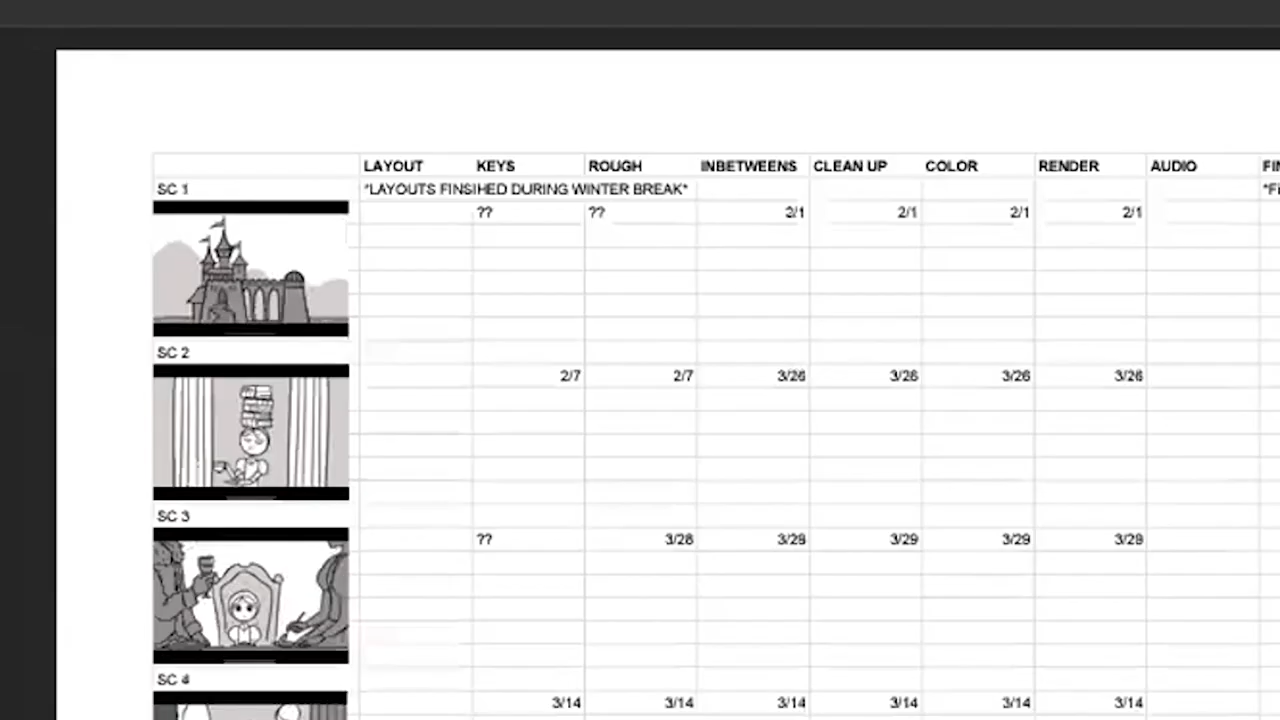 LAYOUT KEYS ROUGH INBETWEENS CLEAN UP COLOR RENDER AUDIO
SC 1 *LAYOUTS FINSIHED DURING WINTER BREAK*
?? ?? 2/1 2/1 2/1 2/1
SC 2
2/7 2/7 3/26 3/26 3/26 3/26
SC 3
?? 3/28 3/29 3/29 3/29 3/29
SC 4
3/14 3/14 3/14 3/14 3/14 3/14